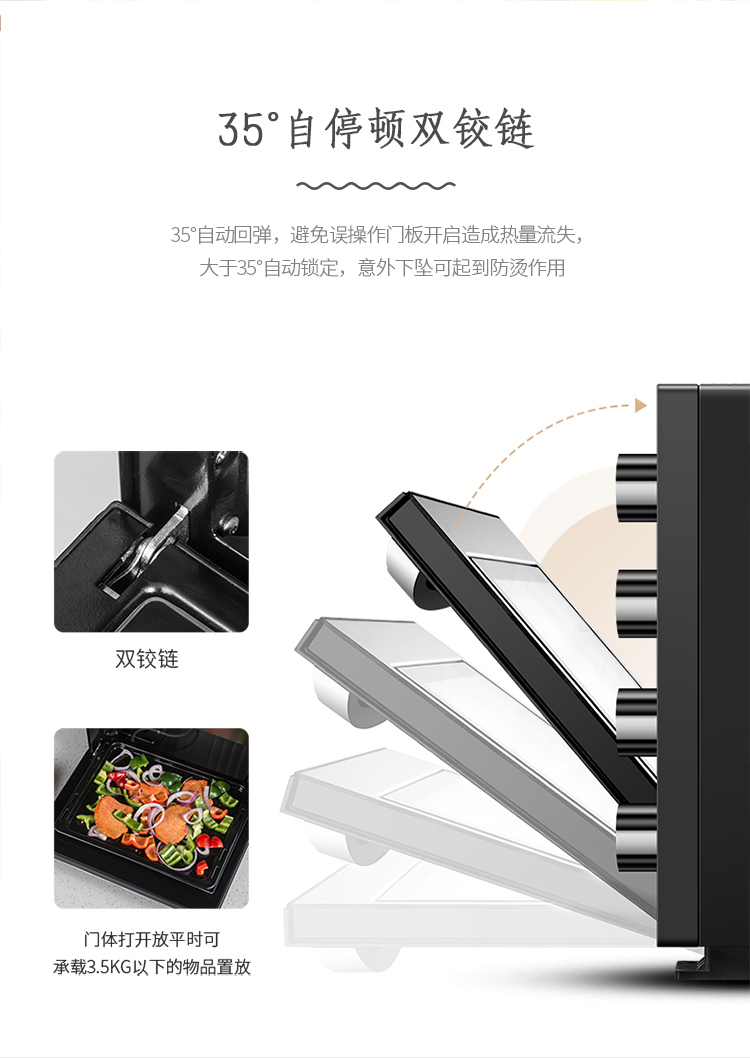 35°自停顿双铰链
35°自动回弹，避免误操作门板开启造成热量流失，
大于35°自动锁定，意外下坠可起到防烫作用
双铰链
门体打开放平时可
承载3.5KG以下的物品置放